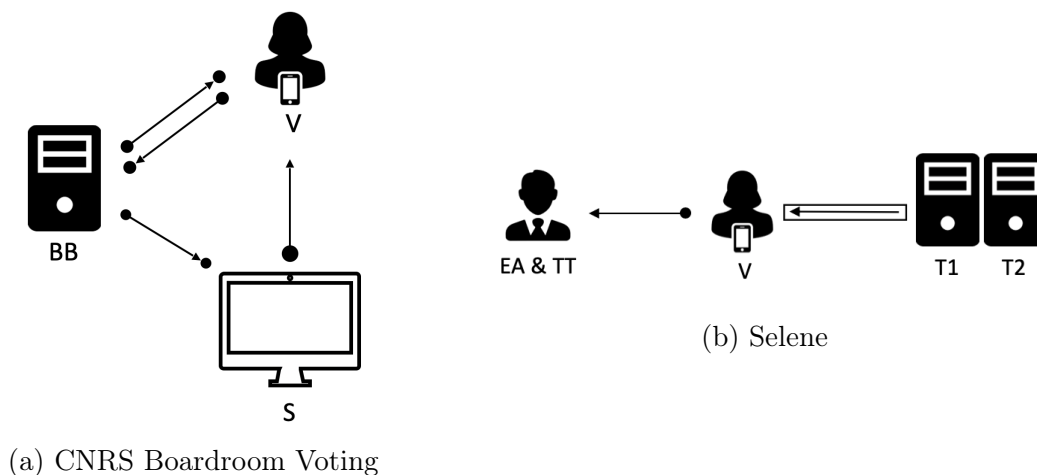 V
BB
S
(a) CNRS Boardroom Voting
EA & TT
V
T1
T2
(b) Selene